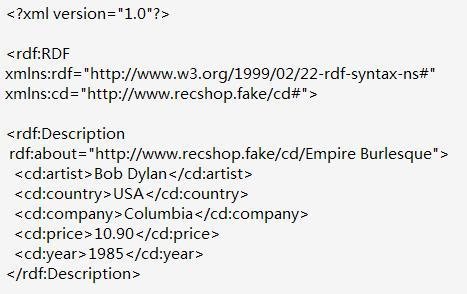 <?xml version="1.0"?>
<rdf:RDF
xmlns:rdf="http://www.w3.org/1999/02/22-rdf-syntax-ns#"
xmlns:cd="http://www.recshop.fake/cd#">
<rdf:Description
rdf:about="http://www.recshop.fake/cd/Empire Burlesque">
<cd:artist>Bob Dylan</cd:artist>
<cd:country>USA</cd:country>
<cd:company>Columbia</cd:company>
<cd:price>10.90</cd:price>
<cd:year>1985</cd:year>
</rdf:Description>